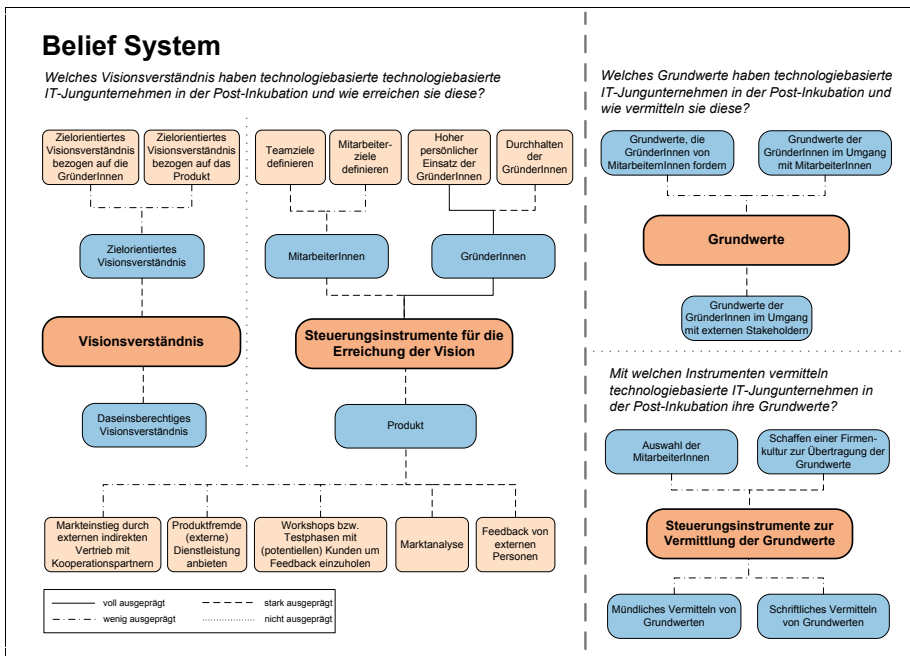 Belief System
Welches Visionsverständnis haben technologiebasierte technologiebasierte
IT-Jungunternehmen in der Post-Inkubation und wie erreichen sie diese?
Zielorientiertes
Visionsverständnis
bezogen auf die
GründerInnen
Zielorientiertes
Visionsverständnis
bezogen auf das
Produkt
Teamziele
definieren
Mitarbeiter-
ziele
definieren
Hoher
persönlicher
Einsatz der
GründerInnen
Durchhalten
der
GründerInnen
Zielorientiertes
Visionsverständnis
MitarbeiterInnen
GründerInnen
Visionsverständnis
Steuerungsinstrumente für die
Erreichung der Vision
Daseinsberechtiges
Visionsverständnis
Produkt
Markteinstieg durch
externen indirekten
Vertrieb mit
Kooperationspartnern
Produktfremde
(externe)
Dienstleistung
anbieten
Workshops bzw.
Testphasen mit
(potentiellen) Kunden um
Feedback einzuholen
Marktanalyse
Feedback von
externen
Personen
voll ausgeprägt
stark ausgeprägt
wenig ausgeprägt
nicht ausgeprägt
Welches Grundwerte haben technologiebasierte
IT-Jungunternehmen in der Post-Inkubation und
wie vermitteln sie diese?
Grundwerte, die
GründerInnen von
MitarbeiternInnen fordern
Grundwerte der
GründerInnen im Umgang
mit MitarbeiterInnen
Grundwerte
Grundwerte der
GründerInnen im Umgang
mit externen Stakeholdern
Mit welchen Instrumenten vermitteln
technologiebasierte IT-Jungunternehmen in
der Post-Inkubation ihre Grundwerte?
Auswahl der
MitarbeiterInnen
Schaffen einer Firmen-
kultur zur Übertragung der
Grundwerte
Steuerungsinstrumente zur
Vermittlung der Grundwerte
Mündliches Vermitteln von
Grundwerten
Schriftliches Vermitteln
von Grundwerten